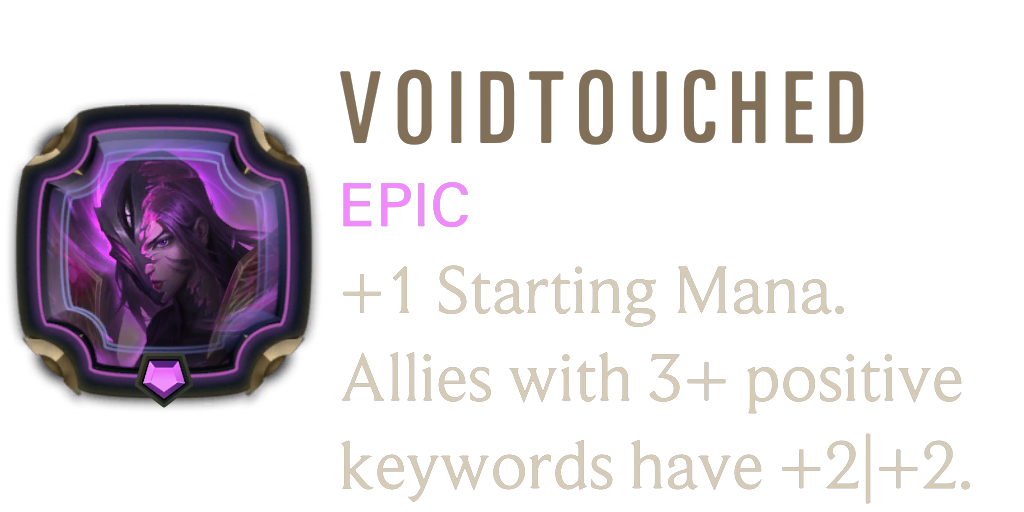 VOIDTOUCHED
EPIC
+1 Starting Mana.
Allies with 3+ positive
keywords have +2|+2.